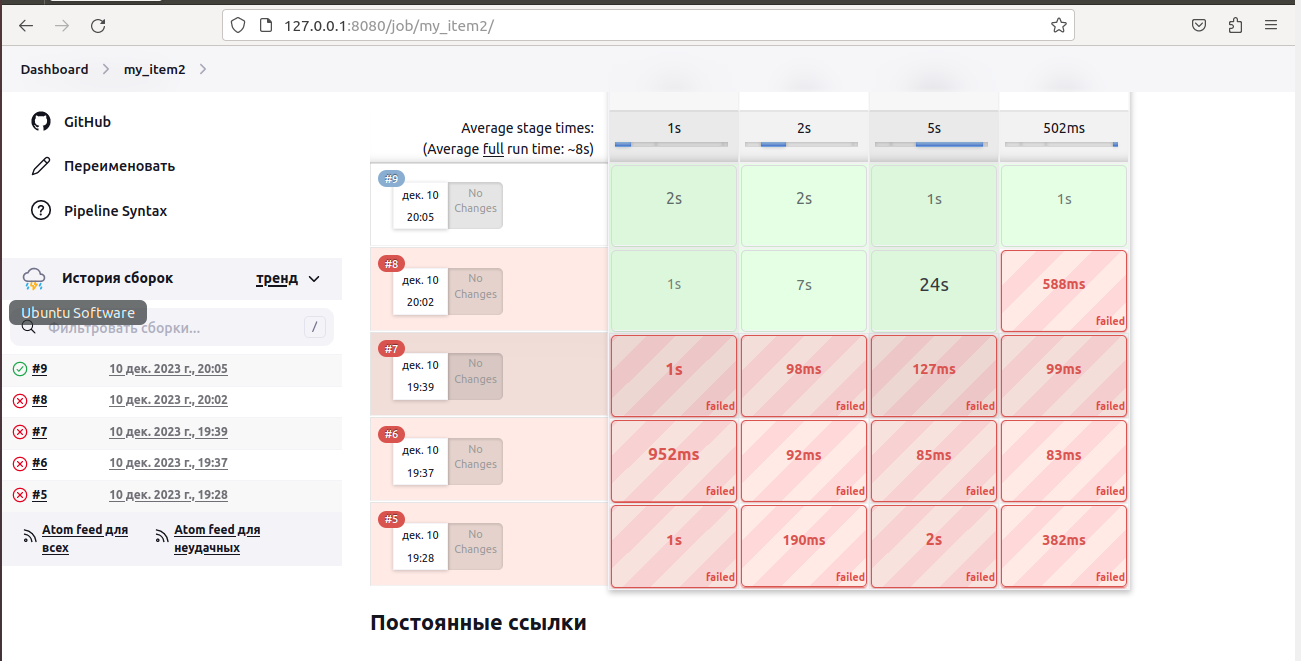 127.0.0.1:8080/job/my_item2/
Dashboard
my_item2
GitHub
Переименовать
Pipeline Syntax
История сборок
тренд
Ubuntu Software
Фильтровать сборки...
/
#9
10 дек. 2023 г., 20:05
#8
10 дек. 2023 г., 20:02
#7
10 дек. 2023 г., 19:39
#6
10 дек. 2023 г., 19:37
#5
10 дек. 2023 г., 19:28
Atom feed для
всех
Atom feed для
неудачных
Average stage times:
(Average full run time: ~8s)
1s
2s
5s
502ms
#9
дек. 10
20:05
No
Changes
2s
2s
1s
1s
#8
дек. 10
20:02
No
Changes
1s
7s
24s
588ms
failed
#7
дек. 10
19:39
No
Changes
1s
failed
98ms
failed
127ms
failed
99ms
failed
#6
дек. 10
19:37
No
Changes
952ms
failed
92ms
failed
85ms
failed
83ms
failed
#5
дек. 10
19:28
No
Changes
1s
failed
190ms
failed
2s
failed
382ms
failed
Постоянные ссылки